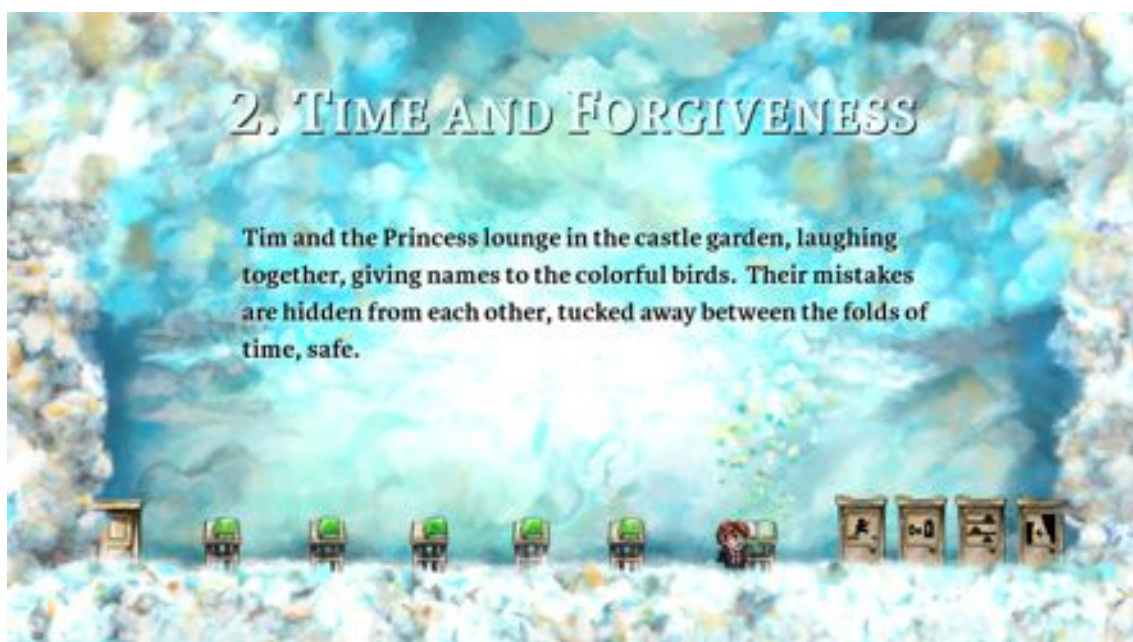 2. Time and Forgiveness
Tim and the Princess lounge in the castle garden, laughing
together, giving names to the colorful birds.  Their mistakes
are hidden from each other, tucked away between the folds of
time, safe.